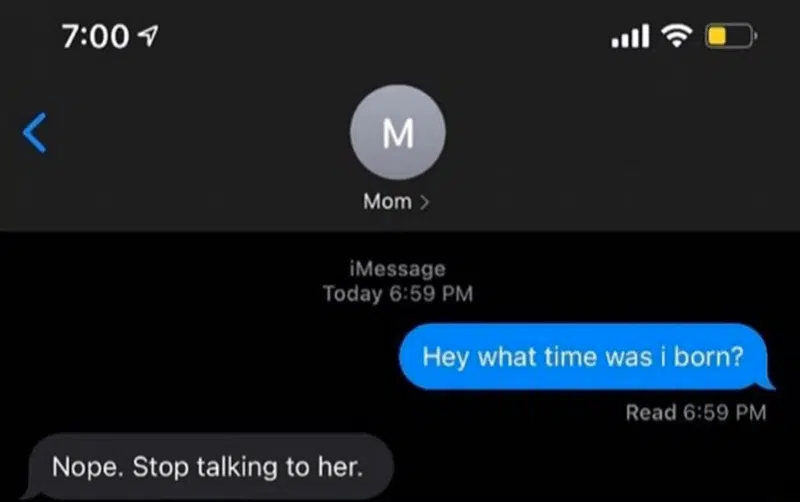 7:00
M
Mom >
iMessage
Today 6:59 PM
Hey what time was i born?
Read 6:59 PM
Nope. Stop talking to her.